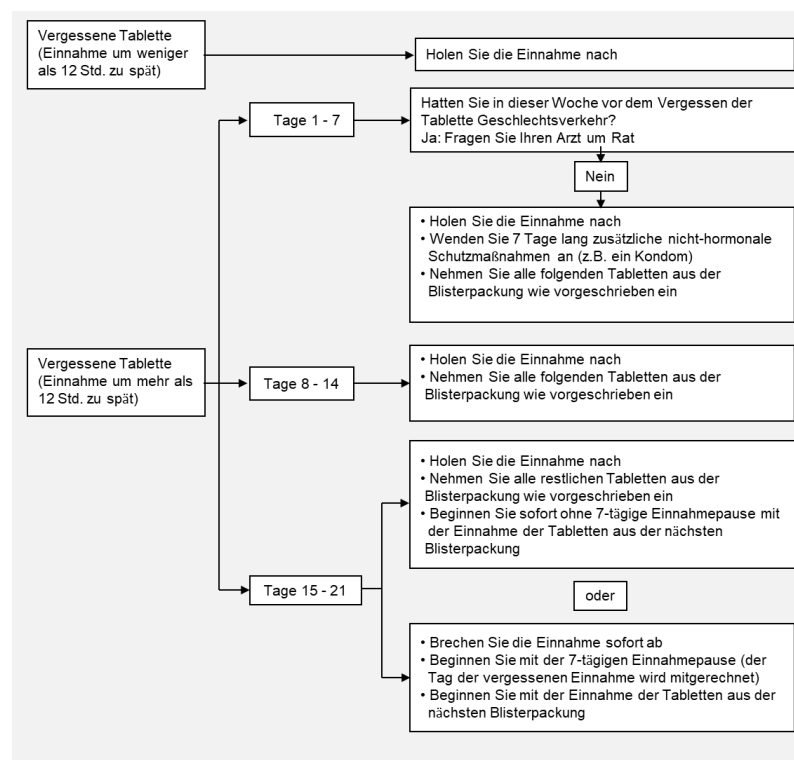 Vergessene Tablette
(Einnahme um weniger
als 12 Std. zu spät)
Holen Sie die Einnahme nach
Tage 1 - 7
Hatten Sie in dieser Woche vor dem Vergessen der
Tablette Geschlechtsverkehr?
Ja: Fragen Sie Ihren Arzt um Rat
Nein
• Holen Sie die Einnahme nach
• Wenden Sie 7 Tage lang zusätzliche nicht-hormonale
Schutzmaßnahmen an (z.B. ein Kondom)
• Nehmen Sie alle folgenden Tabletten aus der
Blisterpackung wie vorgeschrieben ein
Vergessene Tablette
(Einnahme um mehr als
12 Std. zu spät)
Tage 8 - 14
• Holen Sie die Einnahme nach
• Nehmen Sie alle folgenden Tabletten aus der
Blisterpackung wie vorgeschrieben ein
Tage 15 - 21
• Holen Sie die Einnahme nach
• Nehmen Sie alle restlichen Tabletten aus der
Blisterpackung wie vorgeschrieben ein
• Beginnen Sie sofort ohne 7-tägige Einnahmepause mit
der Einnahme der Tabletten aus der nächsten
Blisterpackung
oder
• Brechen Sie die Einnahme sofort ab
• Beginnen Sie mit der 7-tägigen Einnahmepause (der
Tag der vergessenen Einnahme wird mitgerechnet)
• Beginnen Sie mit der Einnahme der Tabletten aus der
nächsten Blisterpackung